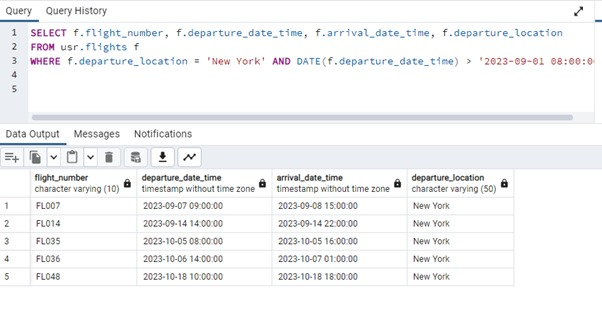 Query Query History
1 SELECT f.flight_number, f.departure_date_time, f.arrival_date_time, f.departure_location
2 FROM usr.flights f
3 WHERE f.departure_location = 'New York' AND DATE(f.departure_date_time) > '2023-09-01 08:00:0
4
5
Data Output Messages Notifications
flight_number departure_date_time arrival_date_time departure_location
character varying (10) timestamp without time zone timestamp without time zone character varying (50)
1 FL007 2023-09-07 09:00:00 2023-09-08 15:00:00 New York
2 FL014 2023-09-14 14:00:00 2023-09-14 22:00:00 New York
3 FL035 2023-10-05 08:00:00 2023-10-05 16:00:00 New York
4 FL036 2023-10-06 14:00:00 2023-10-07 01:00:00 New York
5 FL048 2023-10-18 10:00:00 2023-10-18 18:00:00 New York